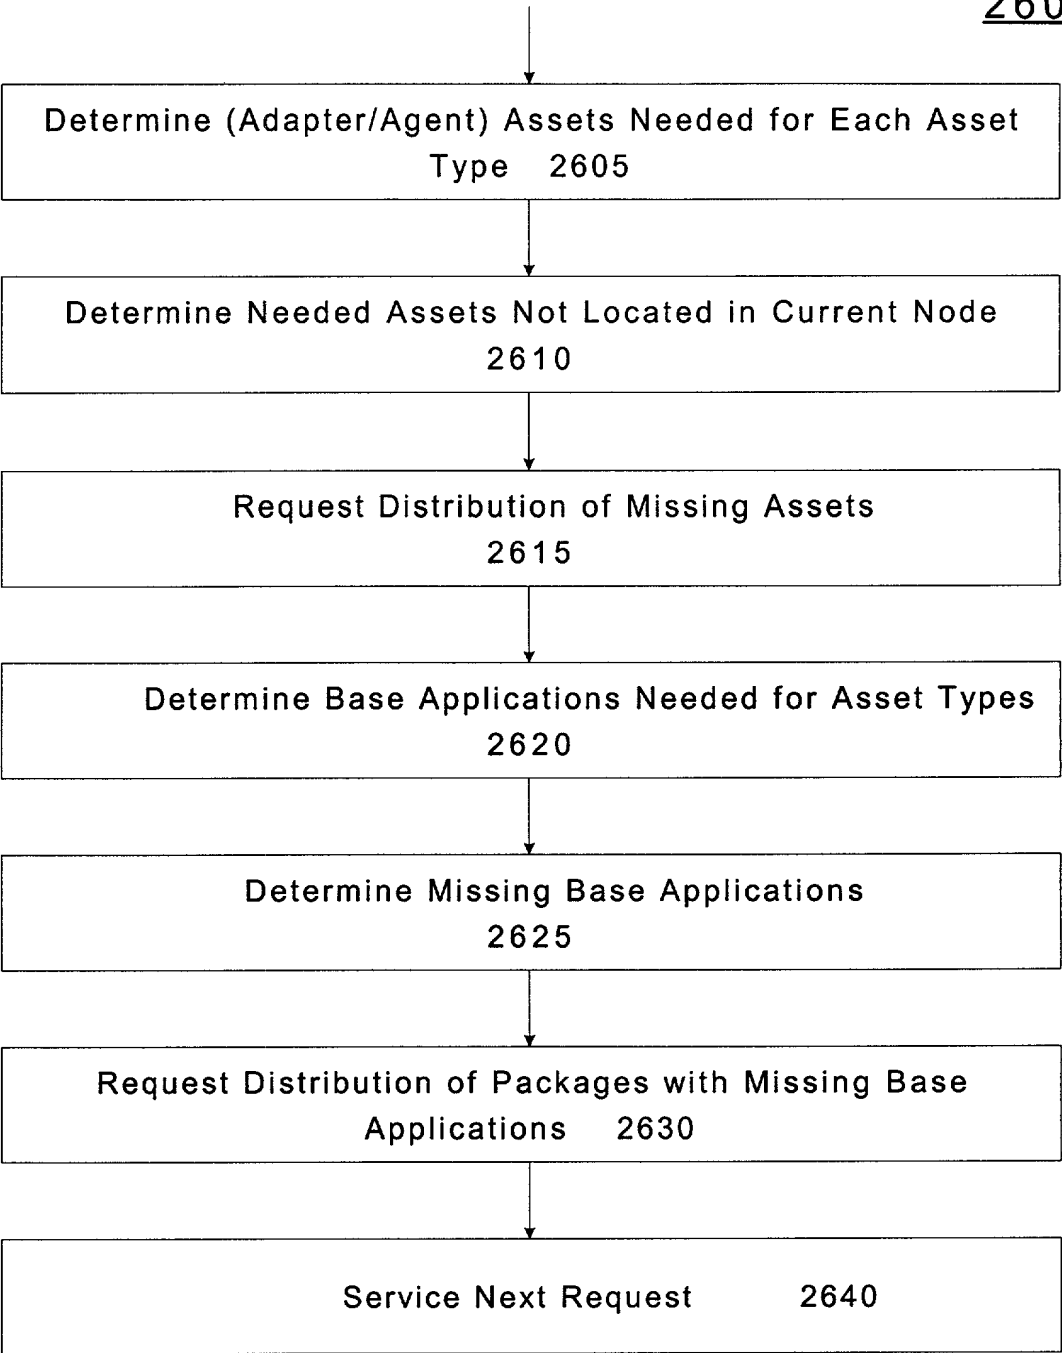 260
Determine (Adapter/Agent) Assets Needed for Each Asset
Type 2605
Determine Needed Assets Not Located in Current Node
2610
Request Distribution of Missing Assets
2615
Determine Base Applications Needed for Asset Types
2620
Determine Missing Base Applications
2625
Request Distribution of Packages with Missing Base
Applications 2630
Service Next Request 2640